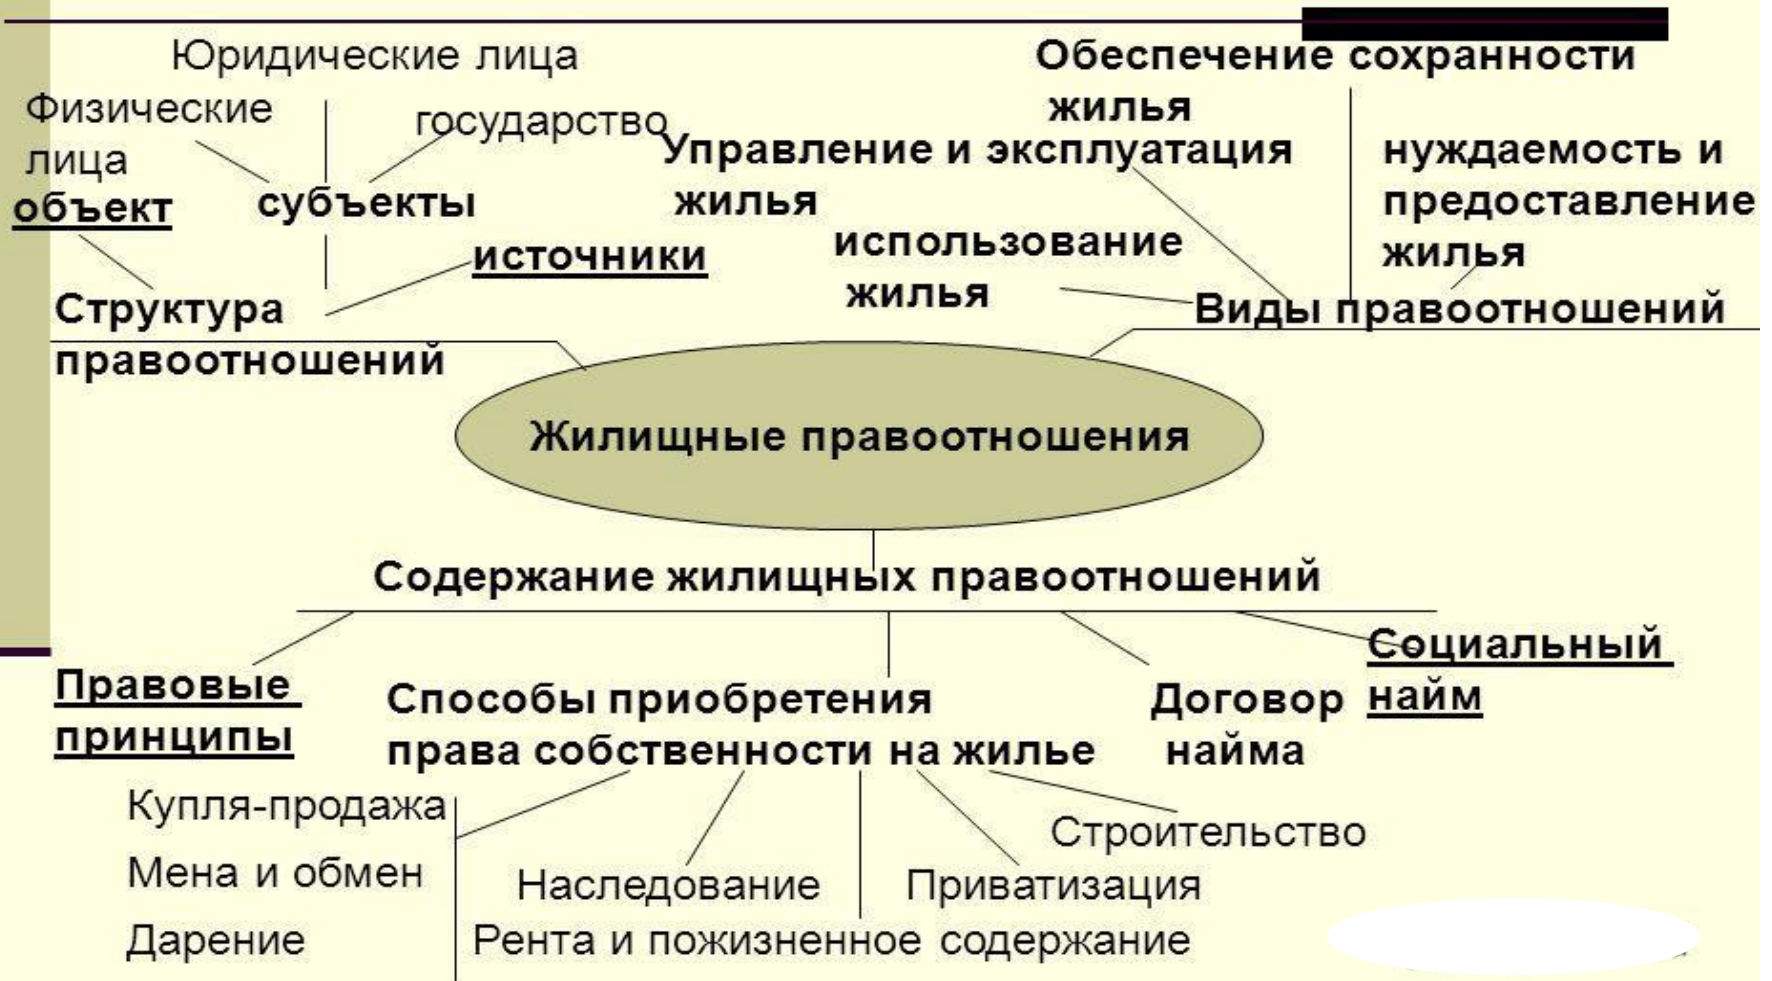 Юридические лица
Физические
лица
государство
объект
субъекты
источники
Структура
правоотношений
Обеспечение сохранности
жилья
Управление и эксплуатация
жилья
нуждаемость и
предоставление
жилья
использование
жилья
Виды правоотношений
Жилищные правоотношения
Содержание жилищных правоотношений
Правовые
принципы
Способы приобретения
права собственности на жилье
Договор
найма
Социальный
найм
Купля-продажа
Мена и обмен
Дарение
Наследование
Рента и пожизненное содержание
Приватизация
Строительство